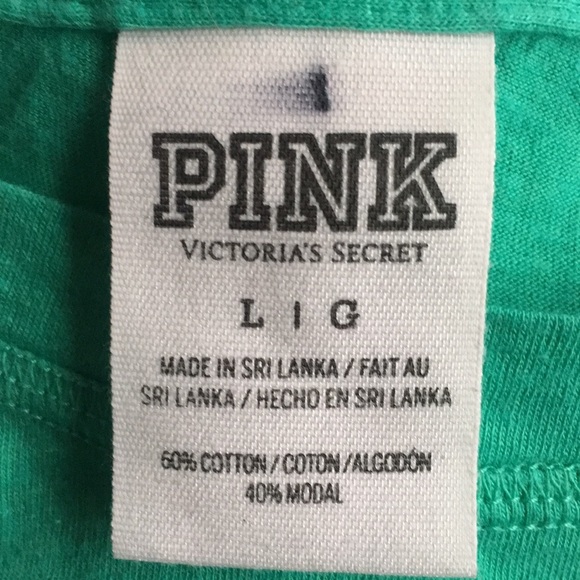 PINK
VICTORIA'S SECRET
L | G
MADE IN SRI LANKA / FAIT AU
SRI LANKA / HECHO EN SRI LANKA
60% COTTON / COTON / ALGODÓN
40% MODAL